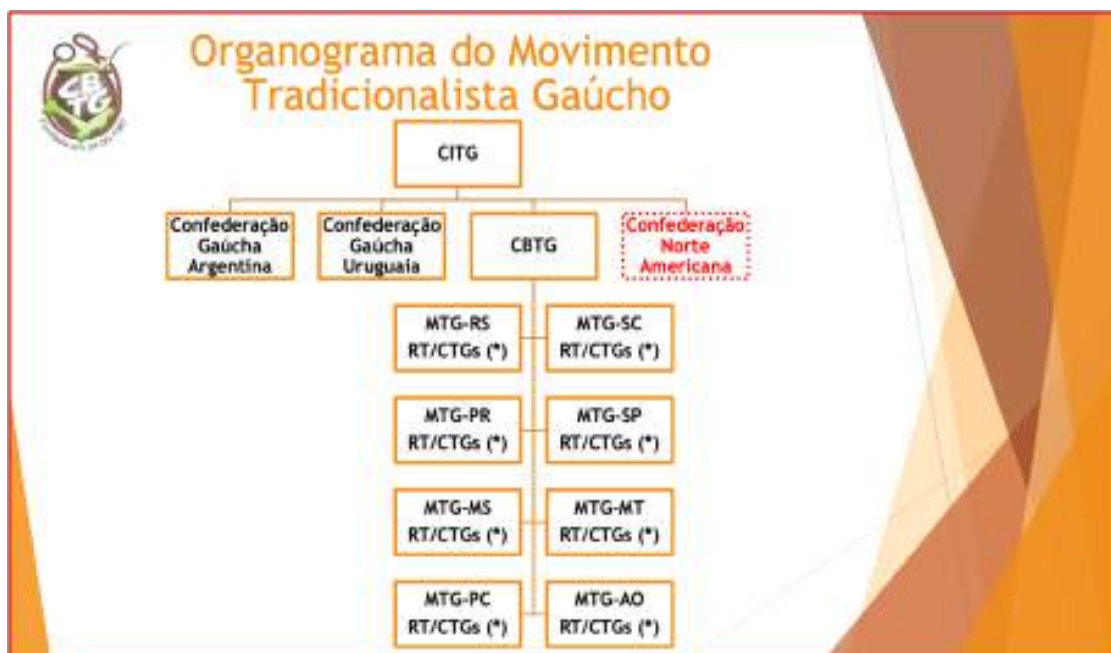 Organograma do Movimento
Tradicionalista Gaúcho
CBTG
CITG
Confederação
Gaúcha
Argentina
Confederação
Gaúcha
Uruguaia
CBTG
Confederação
Norte
Americana
MTG-RS
RT/CTGs (*)
MTG-SC
RT/CTGs (*)
MTG-PR
RT/CTGs (*)
MTG-SP
RT/CTGs (*)
MTG-MS
RT/CTGs (*)
MTG-MT
RT/CTGs (*)
MTG-PC
RT/CTGs (*)
MTG-AO
RT/CTGs (*)